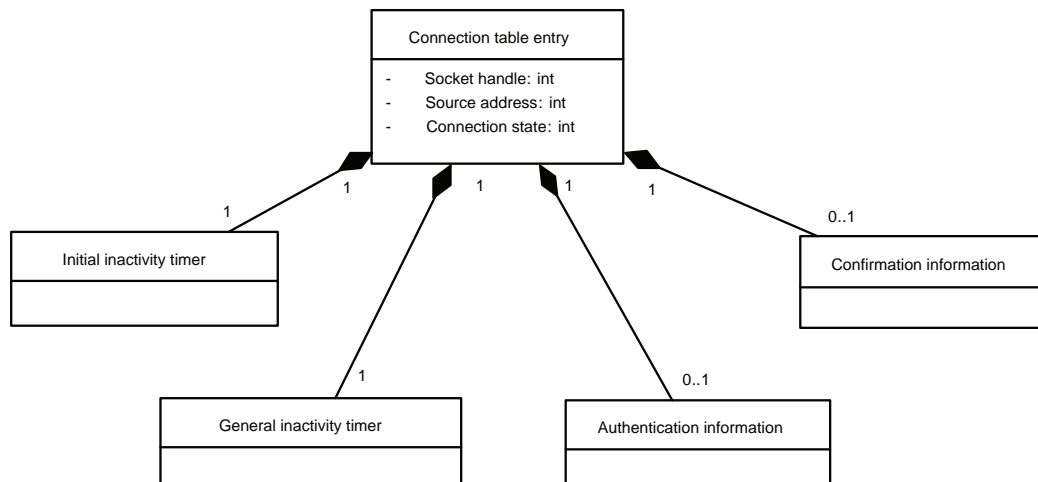 Connection table entry
- Socket handle: int
- Source address: int
- Connection state: int
1
1
1
1
1
0..1
Initial inactivity timer
Confirmation information
1
0..1
General inactivity timer
Authentication information